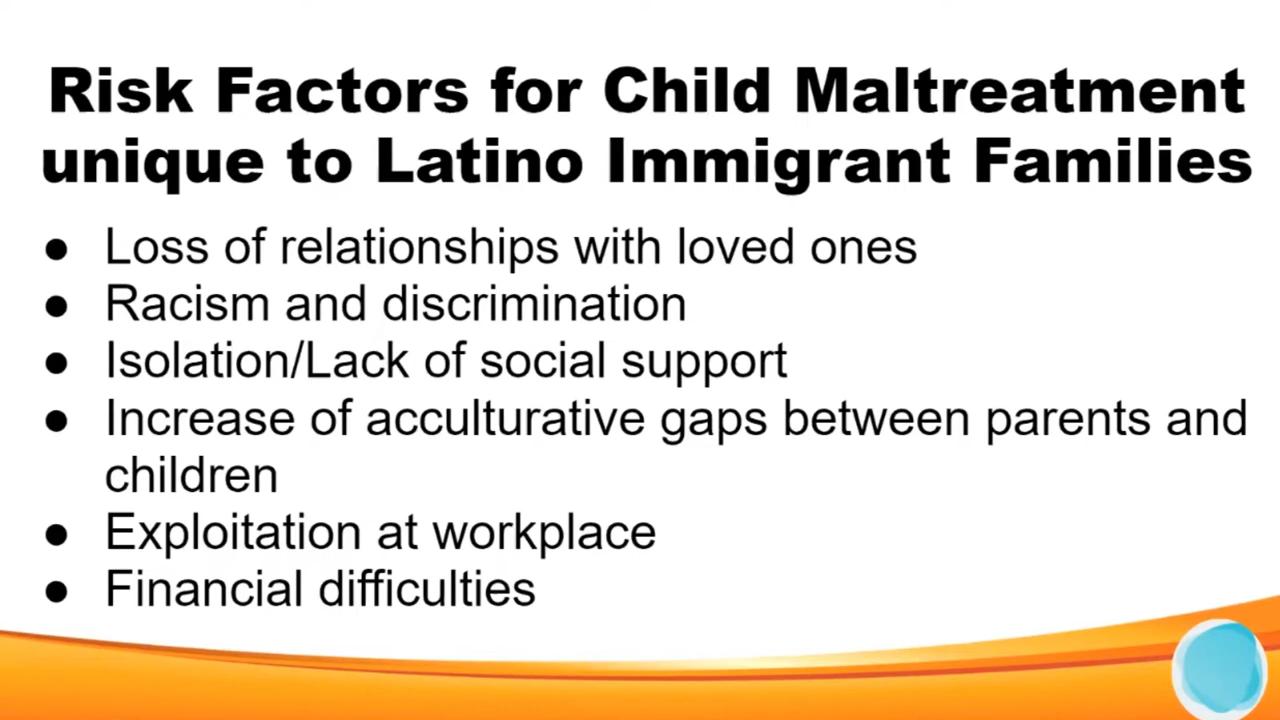 Risk Factors for Child Maltreatment
unique to Latino Immigrant Families
● Loss of relationships with loved ones
● Racism and discrimination
● Isolation/Lack of social support
● Increase of acculturative gaps between parents and
children
● Exploitation at workplace
● Financial difficulties